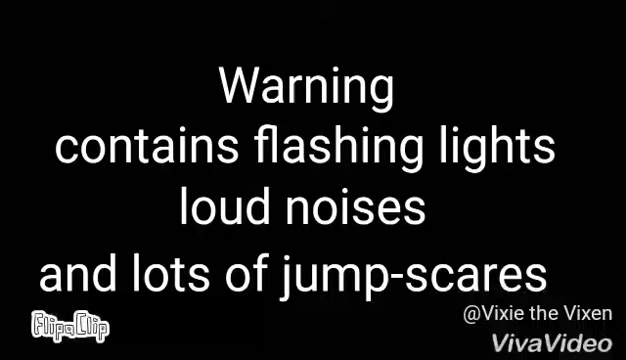 Warning
contains flashing lights
loud noises
and lots of jump-scares
@Vixie the Vixen
FlipaClip
VivaVideo